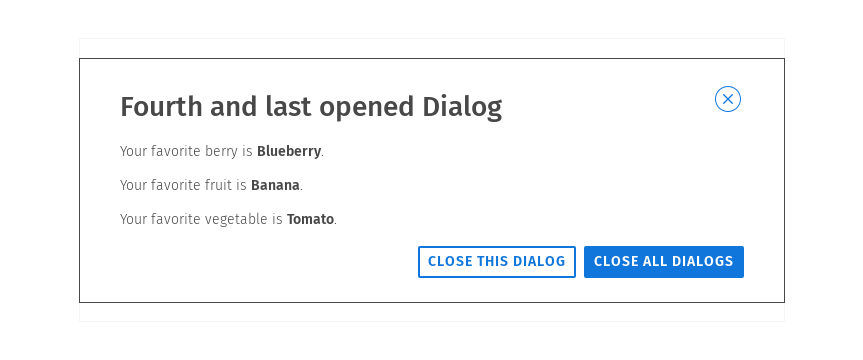 Fourth and last opened Dialog
Your favorite berry is Blueberry.
Your favorite fruit is Banana.
Your favorite vegetable is Tomato.
CLOSE THIS DIALOG CLOSE ALL DIALOGS